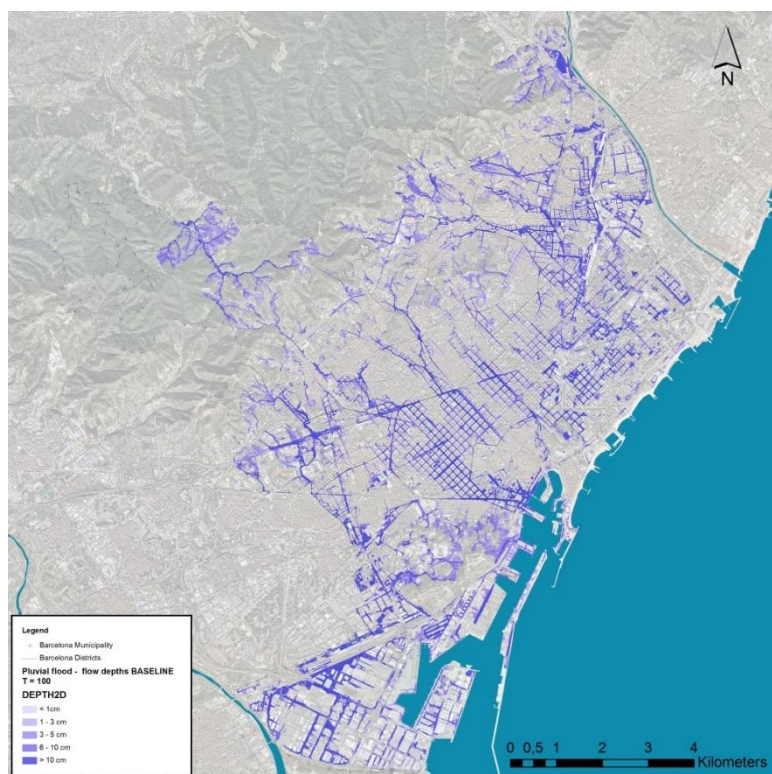 N
Legend
Barcelona Municipality
Barcelona Districts
Pluvial flood - flow depths BASELINE
T = 100
DEPTH2D
< 1cm
1 - 3 cm
3 - 5 cm
6 - 10 cm
> 10 cm
0 0,5 1 2 3 4
Kilometers